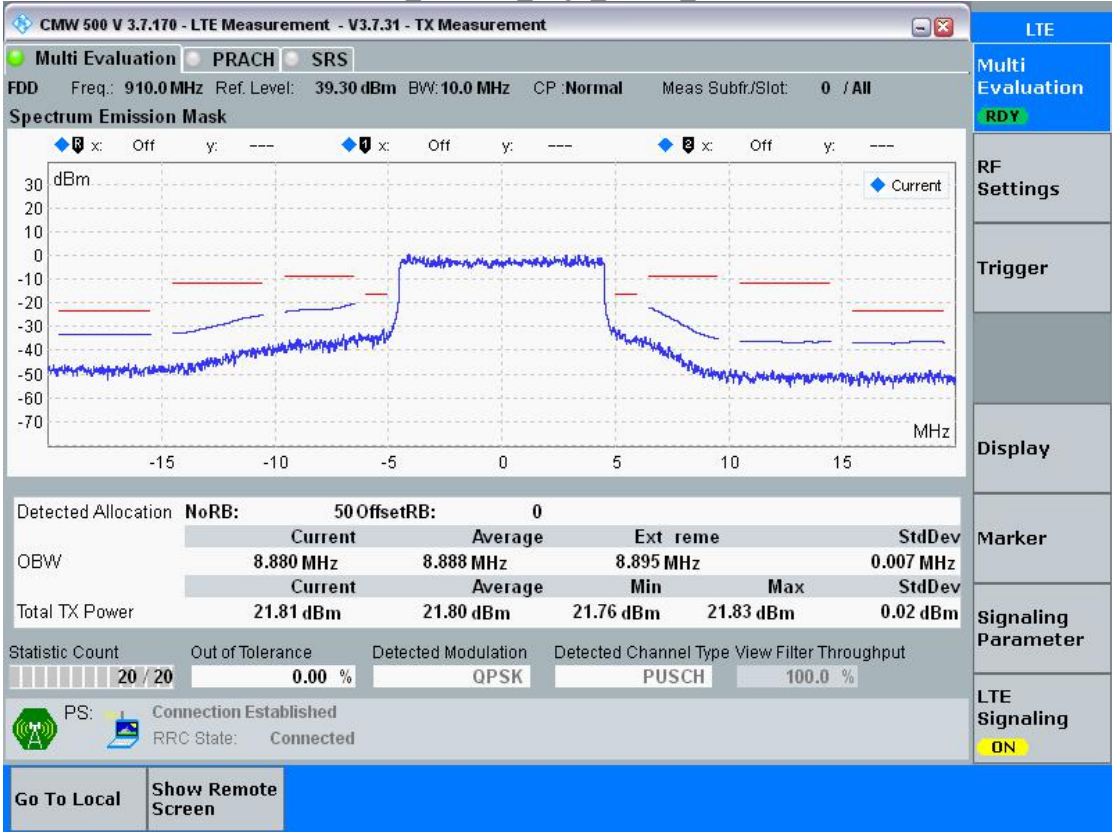 CMW 500 V 3.7.170 - LTE Measurement - V3.7.31 - TX Measurement
LTE
Multi Evaluation PRACH SRS
Multi
Evaluation
RDY
FDD Freq.: 910.0 MHz Ref. Level: 39.30 dBm BW: 10.0 MHz CP :Normal Meas Subfr./Slot: 0 / All
Spectrum Emission Mask
R x: Off y: --- 1 x: Off y: --- 2 x: Off y: ---
dBm
Current
30
20
10
0
-10
-20
-30
-40
-50
-60
-70
MHz
-15 -10 -5 0 5 10 15
RF
Settings
Trigger
Display
Marker
Signaling
Parameter
LTE
Signaling
ON
Detected Allocation NoRB: 50 OffsetRB: 0
Current Average Ext reme StdDev
OBW 8.880 MHz 8.888 MHz 8.895 MHz 0.007 MHz
Current Average Min Max StdDev
Total TX Power 21.81 dBm 21.80 dBm 21.76 dBm 21.83 dBm 0.02 dBm
Statistic Count Out of Tolerance Detected Modulation Detected Channel Type View Filter Throughput
20 / 20 0.00 % QPSK PUSCH 100.0 %
PS: Connection Established
RRC State: Connected
Go To Local
Show Remote
Screen